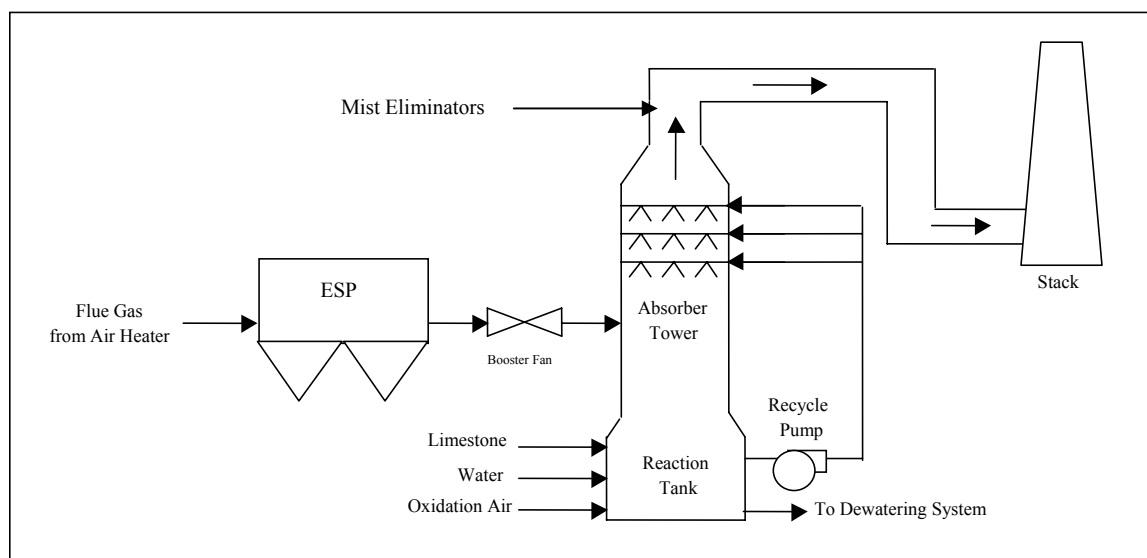 Mist Eliminators
ESP
Flue Gas
from Air Heater
Booster Fan
Absorber
Tower
Stack
Recycle
Pump
Limestone
Water
Oxidation Air
Reaction
Tank
To Dewatering System